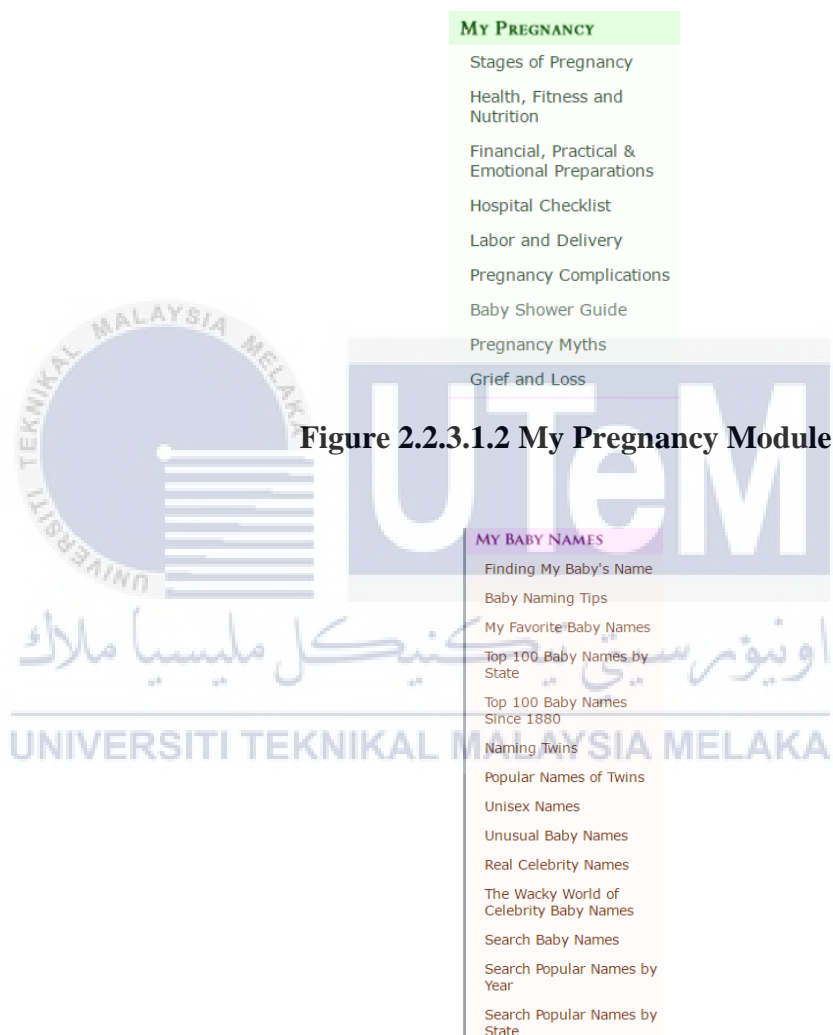 MY PREGNANCY
Stages of Pregnancy
Health, Fitness and
Nutrition
Financial, Practical &
Emotional Preparations
Hospital Checklist
Labor and Delivery
Pregnancy Complications
Baby Shower Guide
Pregnancy Myths
Grief and Loss
Figure 2.2.3.1.2 My Pregnancy Module
UNIVERSITI TEKNIKAL MALAYSIA MELAKA
UTeM
MY BABY NAMES
Finding My Baby's Name
Baby Naming Tips
My Favorite Baby Names
Top 100 Baby Names by
State
Top 100 Baby Names
Since 1880
Naming Twins
Popular Names of Twins
Unisex Names
Unusual Baby Names
Real Celebrity Names
The Wacky World of
Celebrity Baby Names
Search Baby Names
Search Popular Names by
Year
Search Popular Names by
State
اونيۏرسيتي تيكنيكل مليسيا ملاك
UNIVERSITI TEKNIKAL MALAYSIA MELAKA